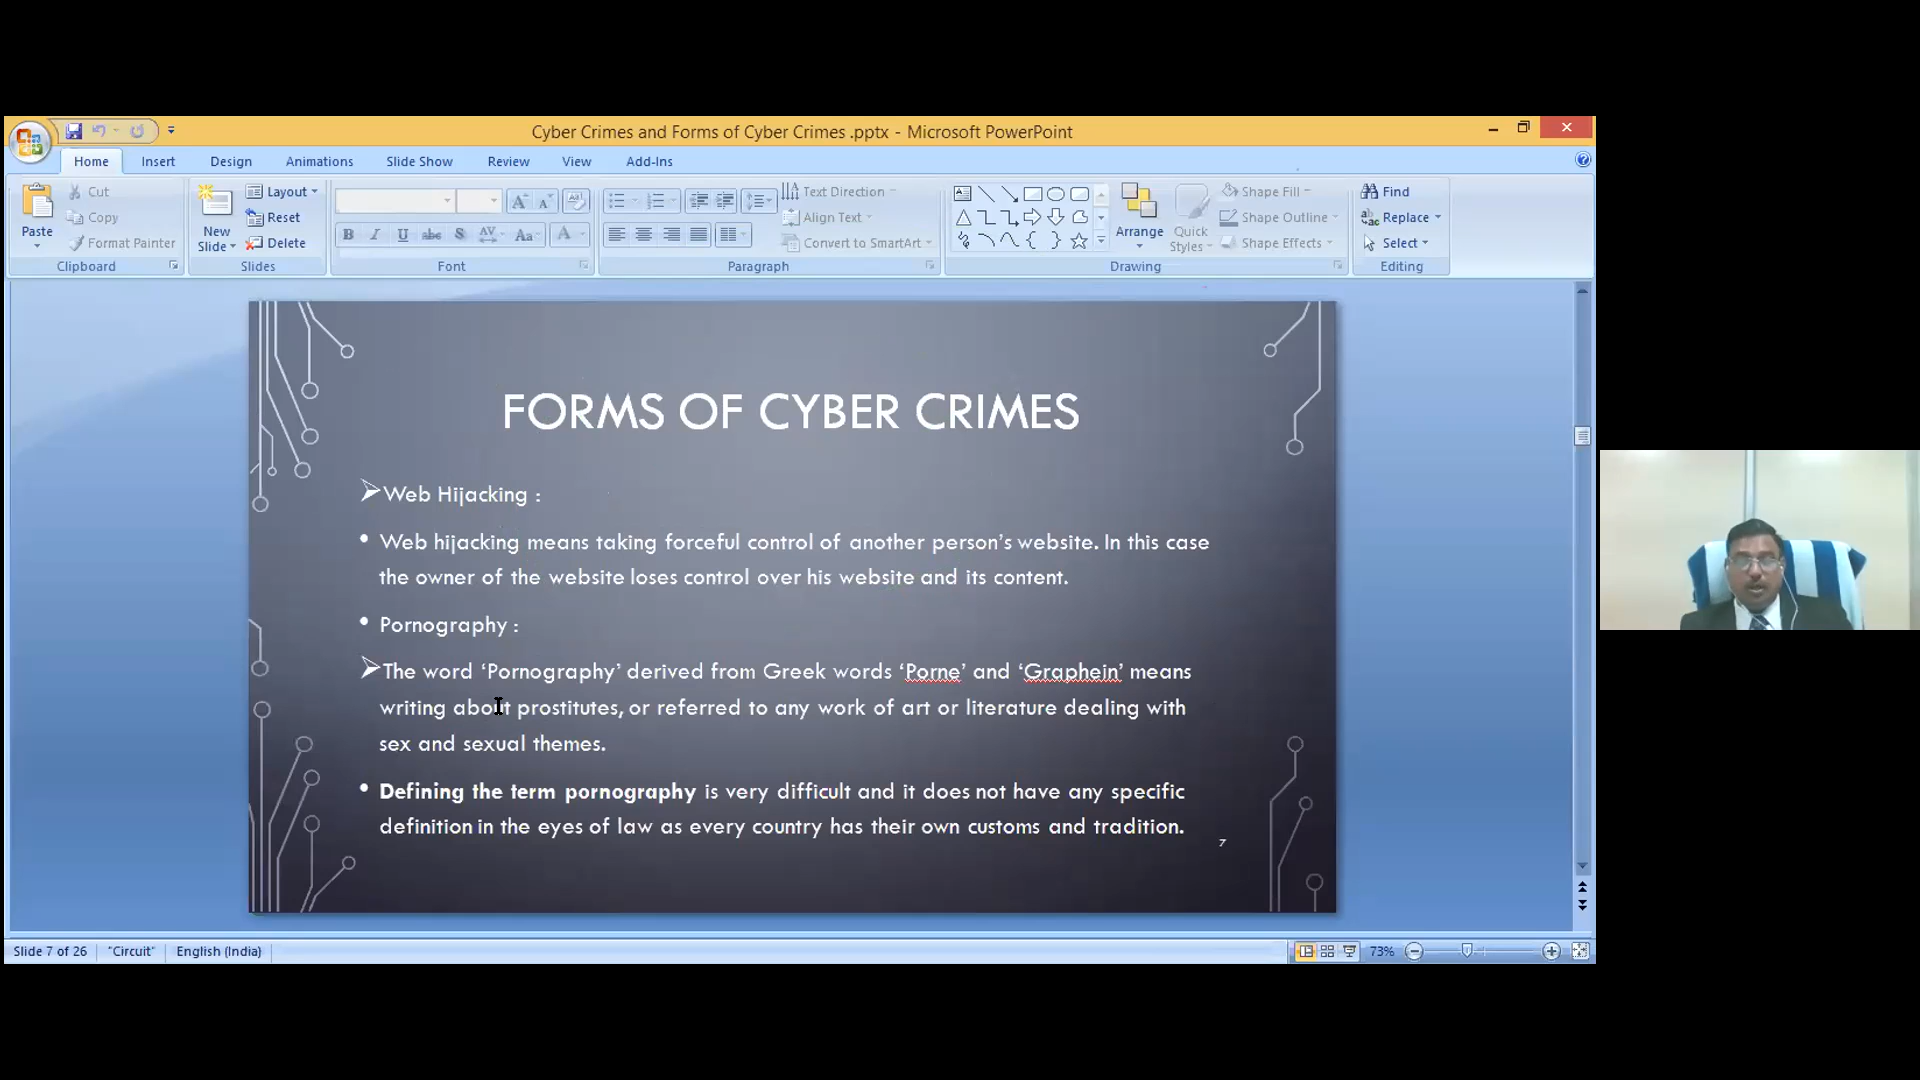 Cyber Crimes and Forms of Cyber Crimes .pptx - Microsoft PowerPoint
Home Insert Design Animations Slide Show Review View Add-Ins
Paste
Cut
Copy
Format Painter
Clipboard
New
Slide
Layout
Reset
Delete
Slides
B I U abc S AV Aa A
Font
Text Direction
Align Text
Convert to SmartArt
Paragraph
Arrange
Quick
Styles
Shape Fill
Shape Outline
Shape Effects
Drawing
Find
Replace
Select
Editing
FORMS OF CYBER CRIMES
Web Hijacking :
• Web hijacking means taking forceful control of another person’s website. In this case
the owner of the website loses control over his website and its content.
• Pornography :
The word ‘Pornography’ derived from Greek words ‘Porne’ and ‘Graphein’ means
writing about prostitutes, or referred to any work of art or literature dealing with
sex and sexual themes.
• Defining the term pornography is very difficult and it does not have any specific
definition in the eyes of law as every country has their own customs and tradition.
7
Slide 7 of 26 "Circuit" English (India) 73%